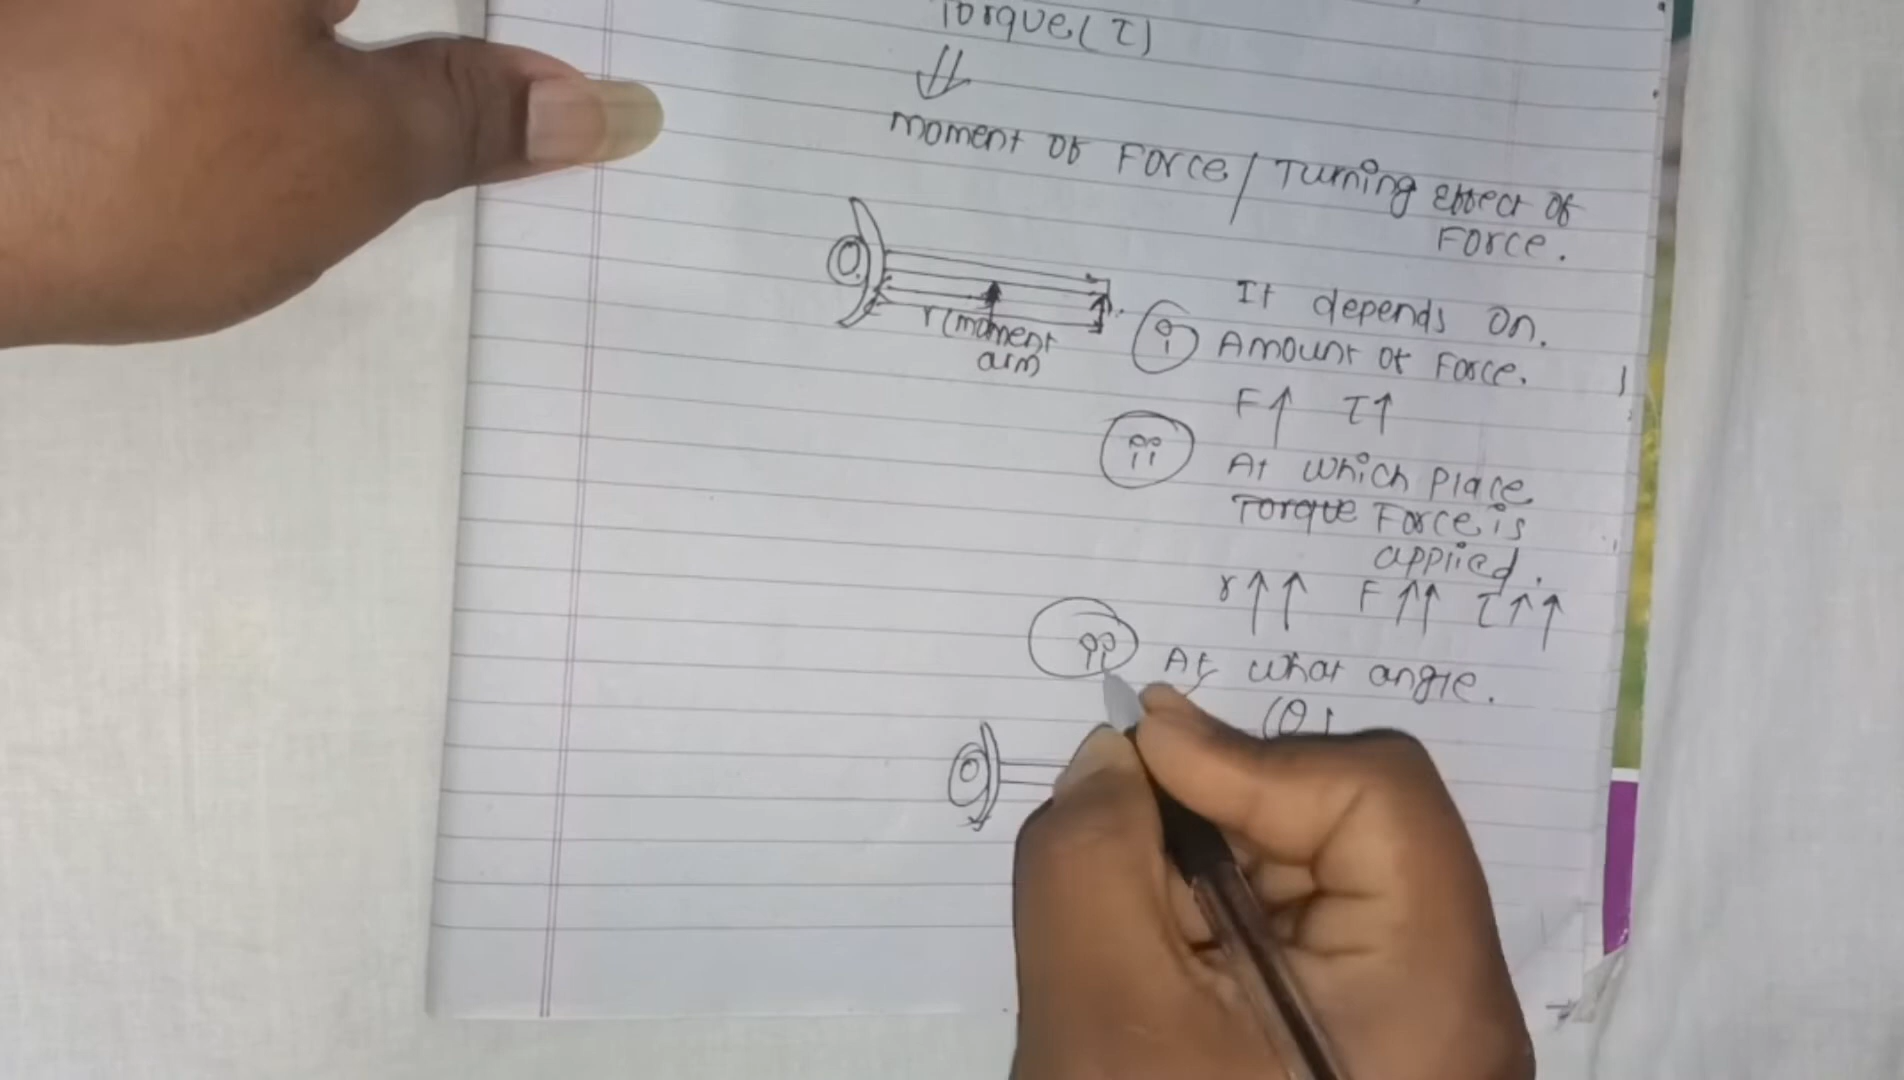 Torque (τ)
⇓
moment of Force / Turning effect of
Force.
It depends on.
r (moment
arm)
(i) Amount of Force.
F↑ τ↑
(ii) At which place
Torque Force is
applied.
r↑↑ F↑↑ τ↑↑
(ii) At what angle.
(θ)